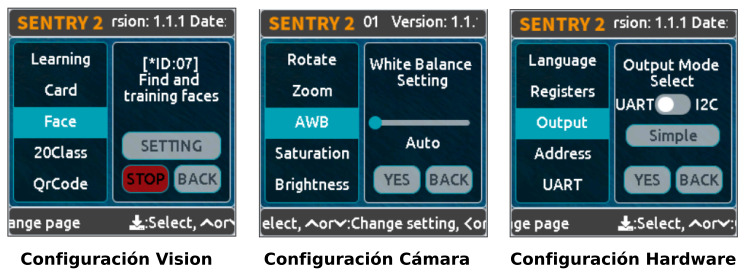 SENTRY 2 rsion: 1.1.1 Date:
Learning
Card
Face
20Class
QrCode
[*ID:07]
Find and
training faces
SETTING
STOP BACK
ange page :Select, or
Configuración Vision
SENTRY 2 01 Version: 1.1.
Rotate
Zoom
AWB
Saturation
Brightness
White Balance
Setting
Auto
YES BACK
elect, or :Change setting, or
Configuración Cámara
SENTRY 2 rsion: 1.1.1 Date:
Language
Registers
Output
Address
UART
Output Mode
Select
UART I2C
Simple
YES BACK
ge page :Select, or :
Configuración Hardware